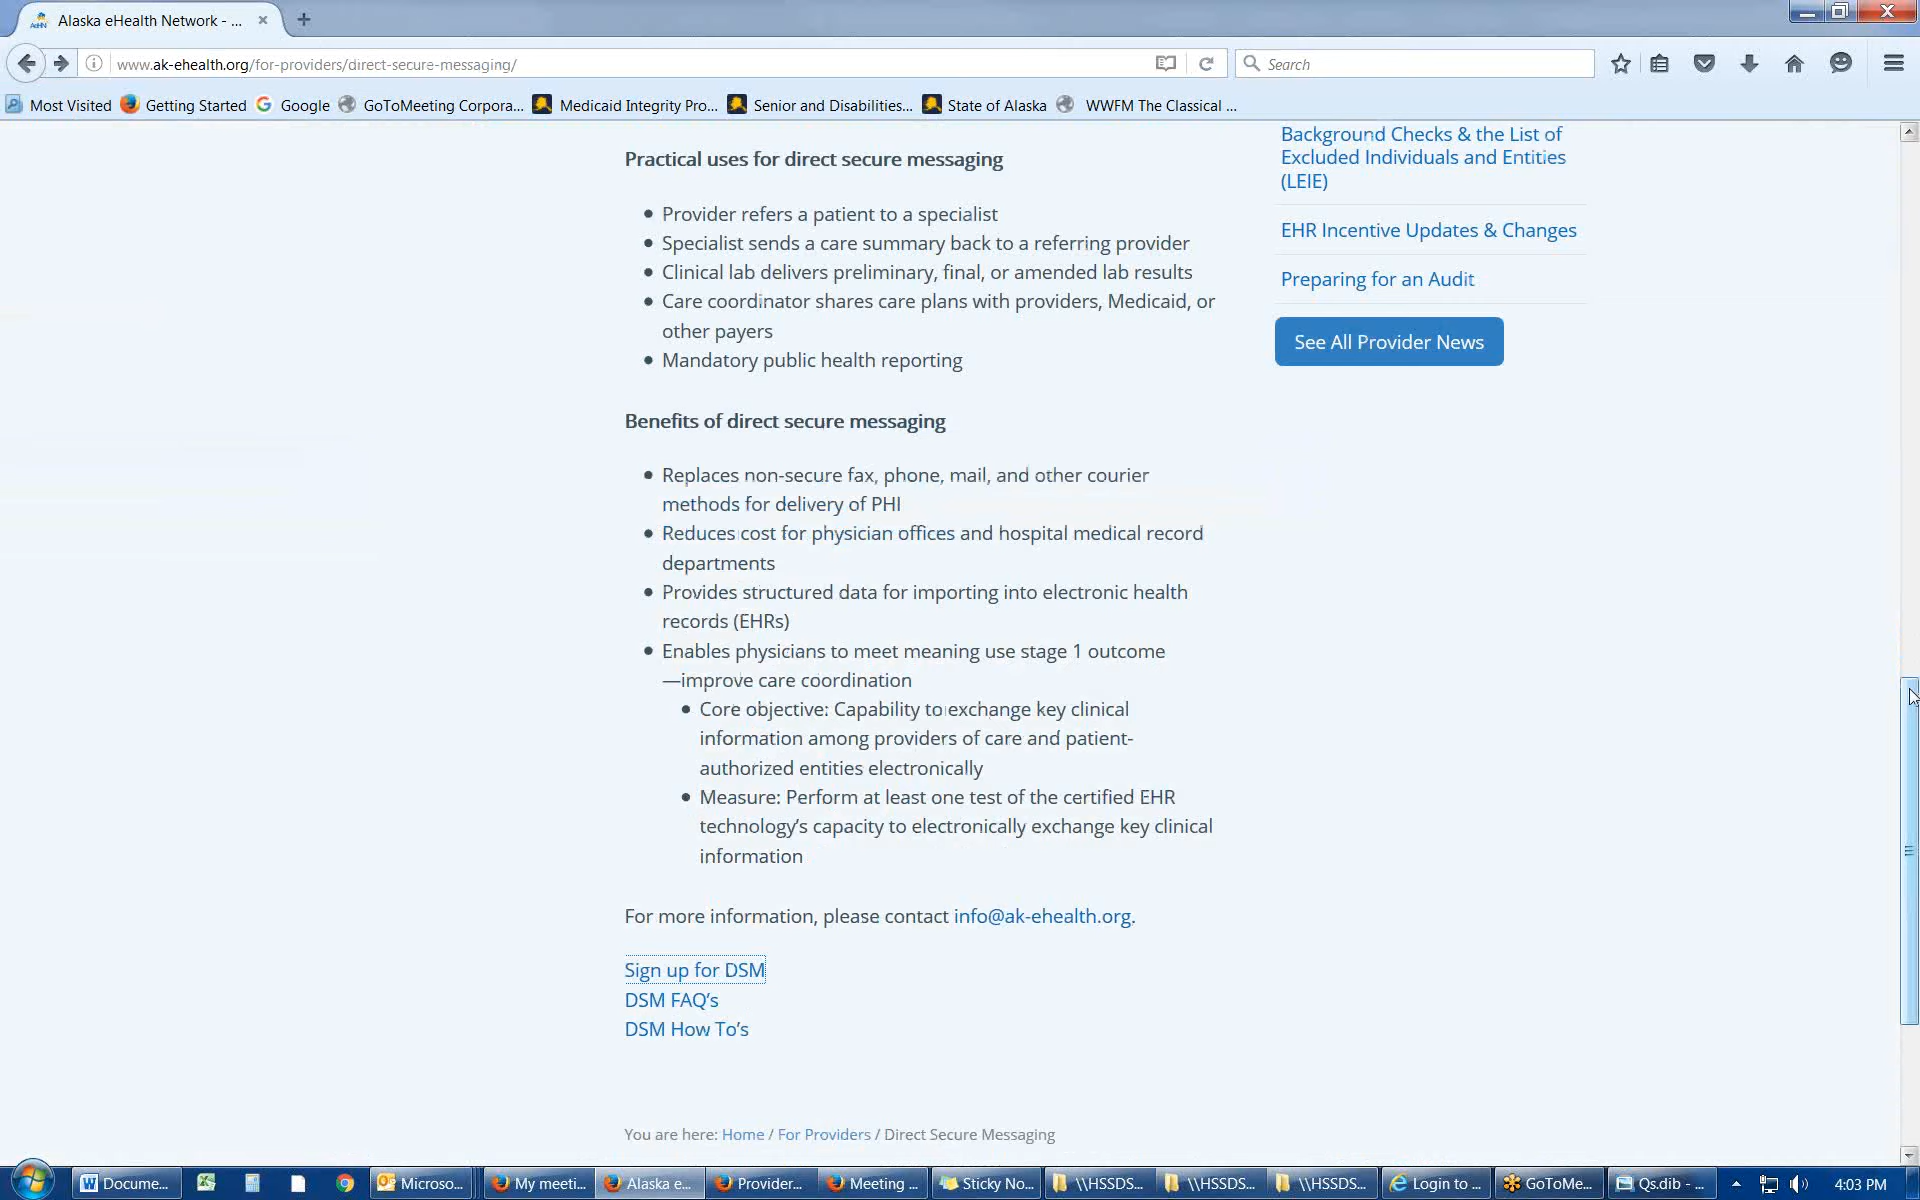 Alaska eHealth Network - ...
www.ak-ehealth.org/for-providers/direct-secure-messaging/
Search
Most Visited
Getting Started
Google
GoToMeeting Corpora...
Medicaid Integrity Pro...
Senior and Disabilities...
State of Alaska
WWFM The Classical ...
Practical uses for direct secure messaging
Provider refers a patient to a specialist
Specialist sends a care summary back to a referring provider
Clinical lab delivers preliminary, final, or amended lab results
Care coordinator shares care plans with providers, Medicaid, or
other payers
Mandatory public health reporting
Benefits of direct secure messaging
Replaces non-secure fax, phone, mail, and other courier
methods for delivery of PHI
Reduces cost for physician offices and hospital medical record
departments
Provides structured data for importing into electronic health
records (EHRs)
Enables physicians to meet meaning use stage 1 outcome
—improve care coordination
Core objective: Capability to exchange key clinical
information among providers of care and patient-
authorized entities electronically
Measure: Perform at least one test of the certified EHR
technology’s capacity to electronically exchange key clinical
information
For more information, please contact info@ak-ehealth.org.
Sign up for DSM
DSM FAQ’s
DSM How To’s
You are here: Home / For Providers / Direct Secure Messaging
Background Checks & the List of
Excluded Individuals and Entities
(LEIE)
EHR Incentive Updates & Changes
Preparing for an Audit
See All Provider News
Docume...
Microso...
My meeti...
Alaska e...
Provider...
Meeting ...
Sticky No...
\\HSSDS...
\\HSSDS...
\\HSSDS...
Login to ...
GoToMe...
Qs.dib - ...
4:03 PM